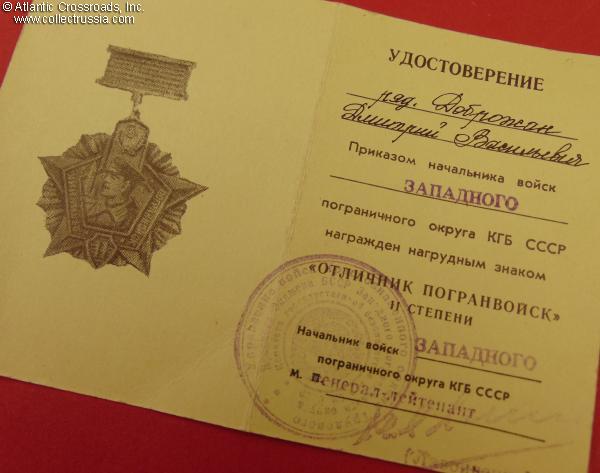 © Atlantic Crossroads, Inc.
www.collectrussia.com
УДОСТОВЕРЕНИЕ
ряд. Доброжан
Дмитрий Васильевич
Приказом начальника войск
ЗАПАДНОГО
пограничного округа КГБ СССР
награжден нагрудным знаком
«ОТЛИЧНИК ПОГРАНВОЙСК»
II СТЕПЕНИ
Начальник войск
ЗАПАДНОГО
пограничного округа КГБ СССР
М. П.
Генерал-лейтенант